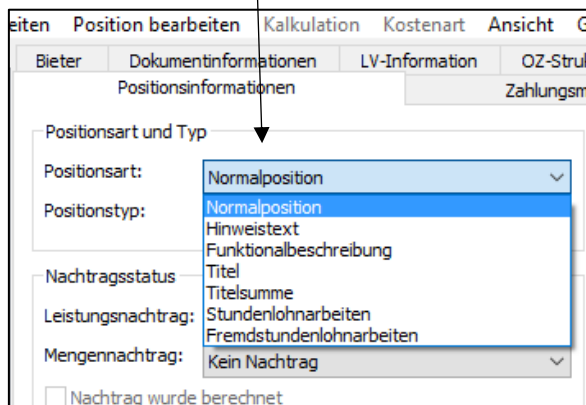 eiten Position bearbeiten Kalkulation Kostenart Ansicht G
Bieter Dokumentinformationen LV-Information OZ-Stru
Positionsinformationen Zahlungsm
Positionsart und Typ
Positionsart: Normalposition
Positionstyp: Normalposition
Hinweistext
Funktionalbeschreibung
Titel
Nachtragsstatus Titelsumme
Leistungsnachtrag: Stundenlohnarbeiten
Fremdstundenlohnarbeiten
Mengennachtrag: Kein Nachtrag
Nachtrag wurde berechnet